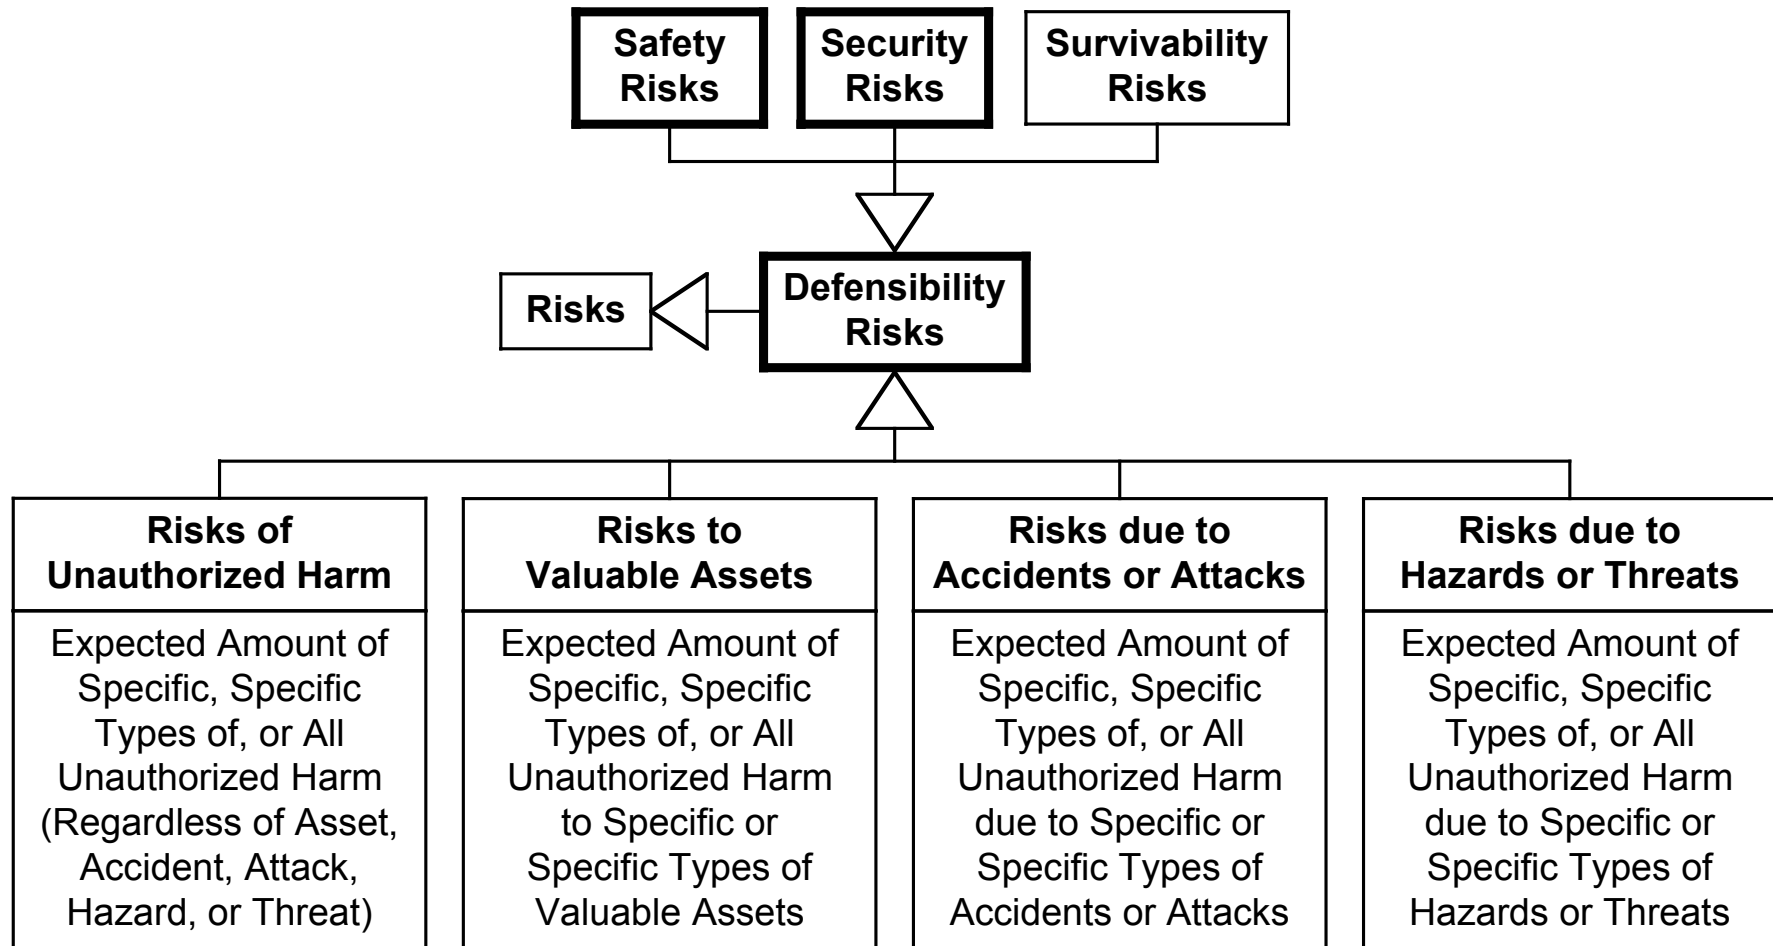 Safety
Risks
Security
Risks
Survivability
Risks
Risks
Defensibility
Risks
Risks of
Unauthorized Harm
Expected Amount of
Specific, Specific
Types of, or All
Unauthorized Harm
(Regardless of Asset,
Accident, Attack,
Hazard, or Threat)
Risks to
Valuable Assets
Expected Amount of
Specific, Specific
Types of, or All
Unauthorized Harm
to Specific or
Specific Types of
Valuable Assets
Risks due to
Accidents or Attacks
Expected Amount of
Specific, Specific
Types of, or All
Unauthorized Harm
due to Specific or
Specific Types of
Accidents or Attacks
Risks due to
Hazards or Threats
Expected Amount of
Specific, Specific
Types of, or All
Unauthorized Harm
due to Specific or
Specific Types of
Hazards or Threats